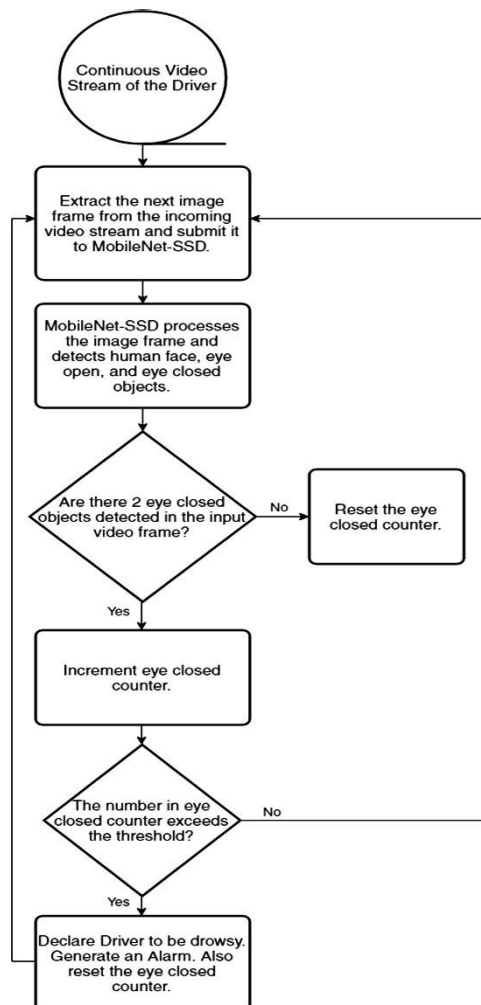 Continuous Video
Stream of the Driver
Extract the next image
frame from the incoming
video stream and submit it
to MobileNet-SSD.
MobileNet-SSD processes
the image frame and
detects human face, eye
open, and eye closed
objects.
Are there 2 eye closed
objects detected in the input
video frame?
No
Reset the eye
closed counter.
Yes
Increment eye closed
counter.
The number in eye
closed counter exceeds
the threshold?
No
Yes
Declare Driver to be drowsy.
Generate an Alarm. Also
reset the eye closed
counter.